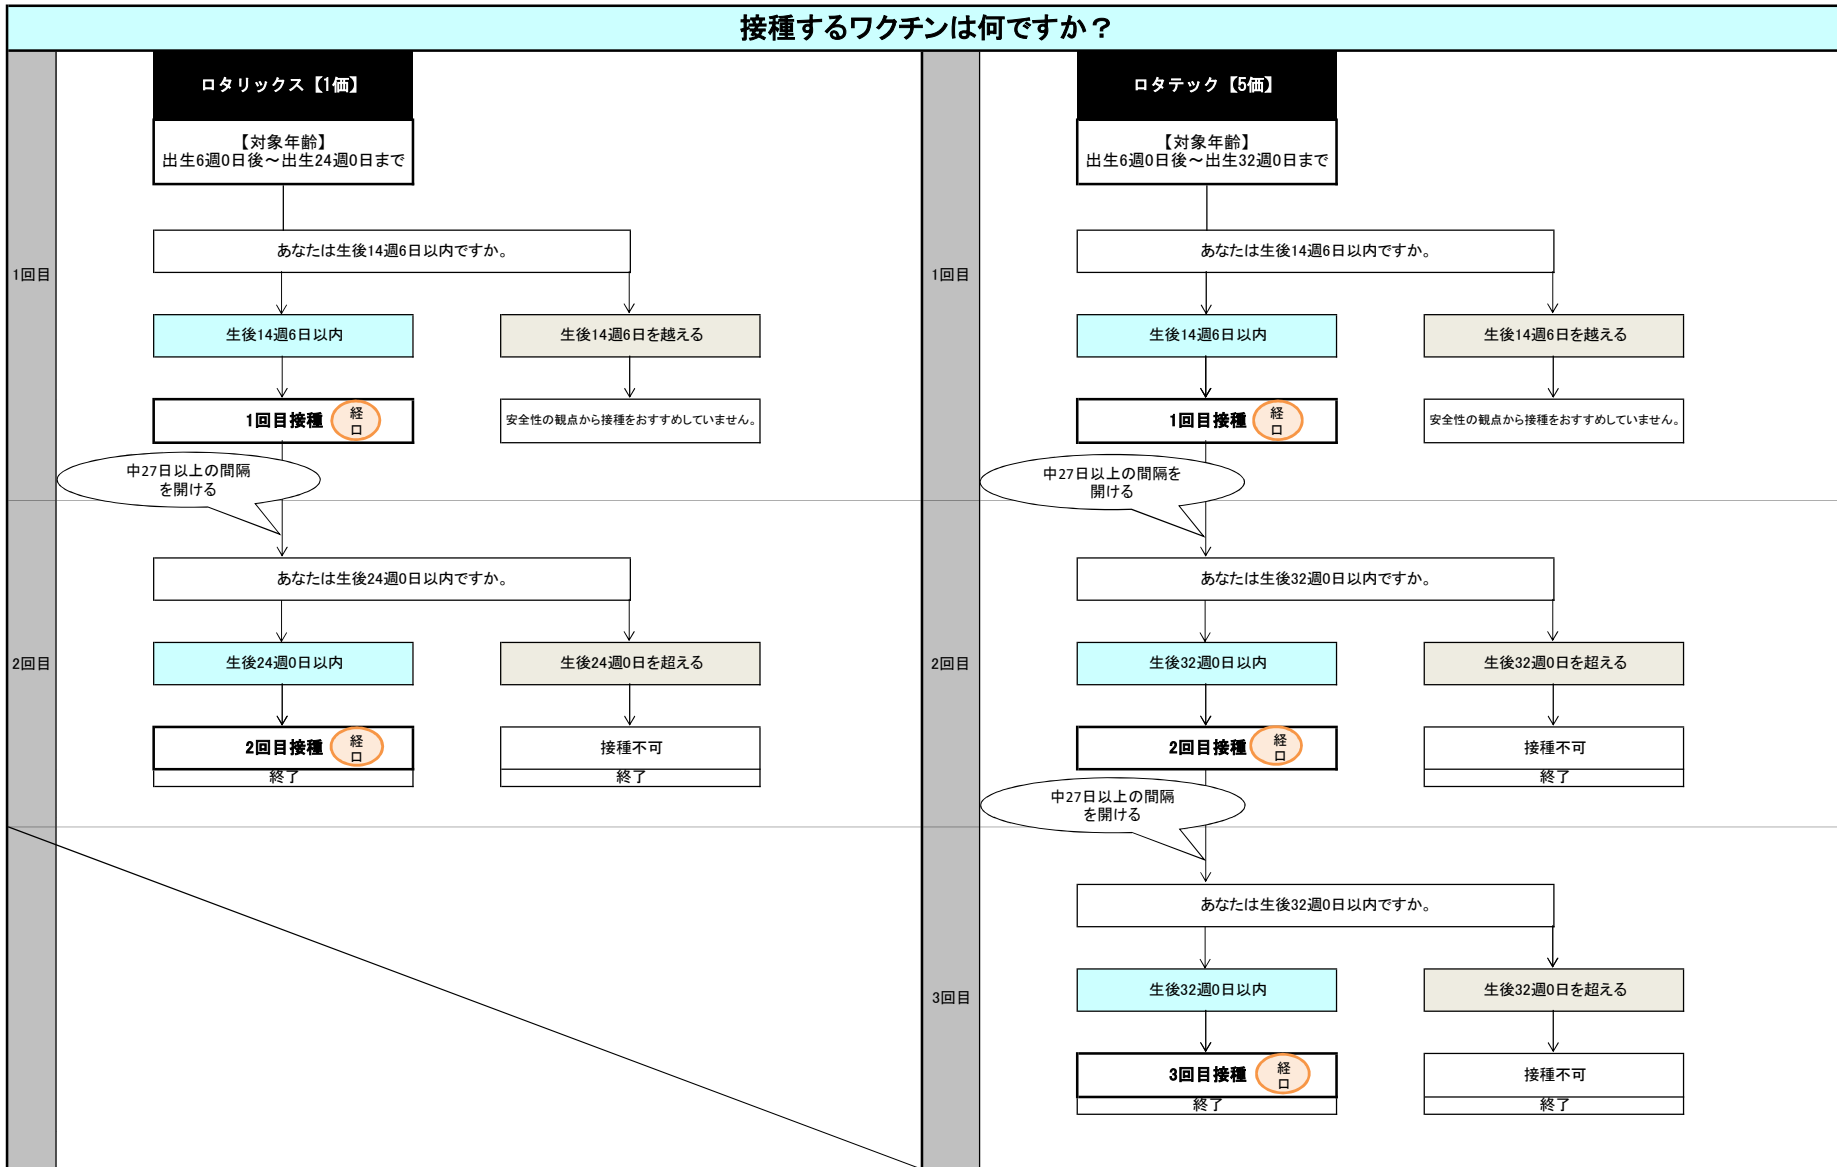 接種するワクチンは何ですか？
ロタリックス【1価】
【対象年齢】
出生6週0日後～出生24週0日まで
1回目
あなたは生後14週6日以内ですか。
生後14週6日以内
生後14週6日を越える
1回目接種
経
口
安全性の観点から接種をおすすめしていません。
中27日以上の間隔
を開ける
2回目
あなたは生後24週0日以内ですか。
生後24週0日以内
生後24週0日を超える
2回目接種
経
口
接種不可
終了
終了
ロタテック【5価】
【対象年齢】
出生6週0日後～出生32週0日まで
1回目
あなたは生後14週6日以内ですか。
生後14週6日以内
生後14週6日を越える
1回目接種
経
口
安全性の観点から接種をおすすめしていません。
中27日以上の間隔を
開ける
2回目
あなたは生後32週0日以内ですか。
生後32週0日以内
生後32週0日を超える
2回目接種
経
口
接種不可
終了
中27日以上の間隔
を開ける
3回目
あなたは生後32週0日以内ですか。
生後32週0日以内
生後32週0日を超える
3回目接種
経
口
接種不可
終了
終了